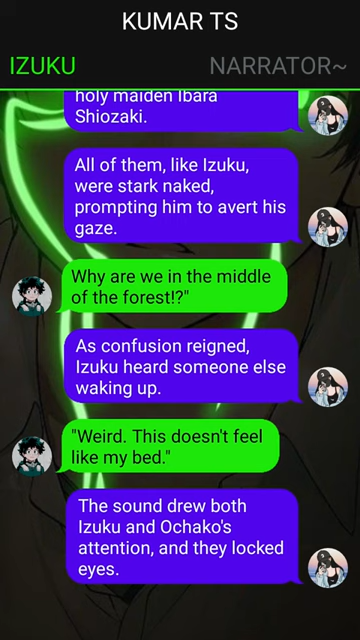 KUMAR TS
IZUKU NARRATOR~
holy maiden Ibara
Shiozaki.
All of them, like Izuku,
were stark naked,
prompting him to avert his
gaze.
Why are we in the middle
of the forest!?"
As confusion reigned,
Izuku heard someone else
waking up.
"Weird. This doesn't feel
like my bed."
The sound drew both
Izuku and Ochako's
attention, and they locked
eyes.